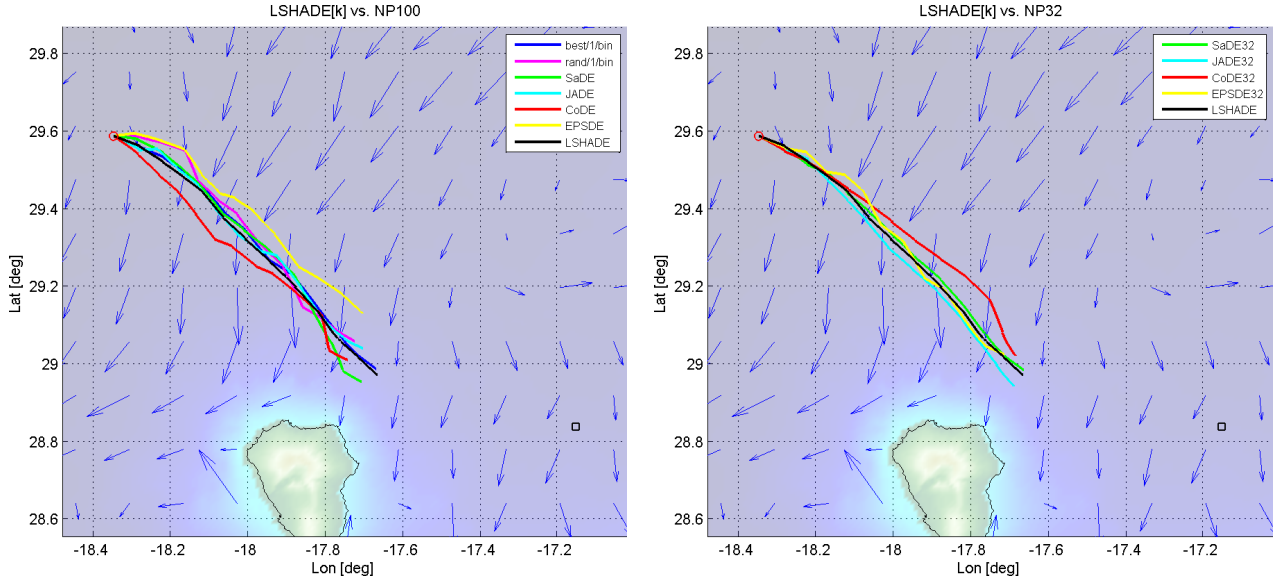 LSHADE[k] vs. NP100
29.8
29.6
29.4
29.2
29
28.8
28.6
Lat [deg]
best/1/bin
rand/1/bin
SaDE
JADE
CoDE
EPSDE
LSHADE
-18.4
-18.2
-18
-17.8
-17.6
-17.4
-17.2
Lon [deg]
LSHADE[k] vs. NP32
29.8
29.6
29.4
29.2
29
28.8
28.6
Lat [deg]
SaDE32
JADE32
CoDE32
EPSDE32
LSHADE
-18.4
-18.2
-18
-17.8
-17.6
-17.4
-17.2
Lon [deg]